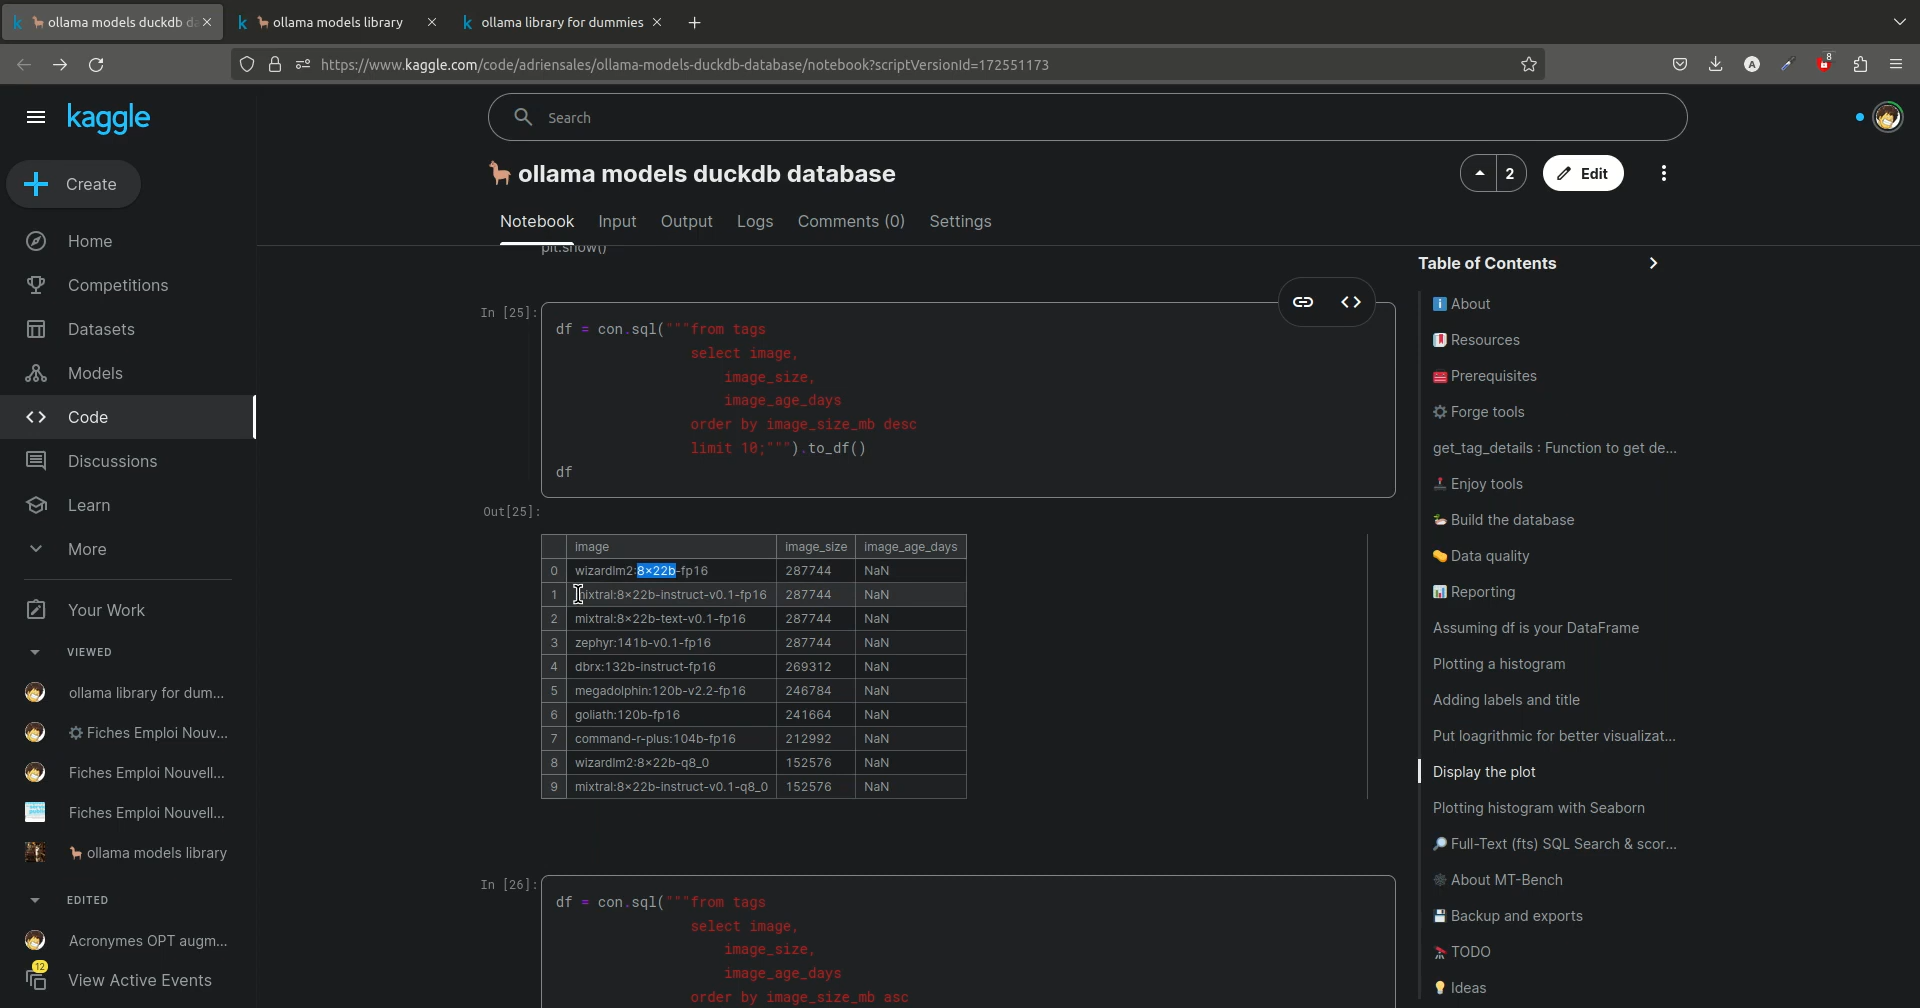 ollama models duckdb da
ollama models library
ollama library for dummies
https://www.kaggle.com/code/adriensales/ollama-models-duckdb-database/notebook?scriptVersionId=172551173
A
8
kaggle
Search
Create
Home
Competitions
Datasets
Models
Code
Discussions
Learn
More
Your Work
VIEWED
ollama library for dum...
Fiches Emploi Nouv...
Fiches Emploi Nouvell...
Fiches Emploi Nouvell...
ollama models library
EDITED
Acronymes OPT augm...
12
View Active Events
ollama models duckdb database
2
Edit
Notebook Input Output Logs Comments (0) Settings
plt.show()
In [25]:
df = con.sql("""from tags
select image,
image_size,
image_age_days
order by image_size_mb desc
limit 10;""").to_df()
df
Out[25]:
image image_size image_age_days
0 wizardlm2:8x22b-fp16 287744 NaN
1 mixtral:8x22b-instruct-v0.1-fp16 287744 NaN
2 mixtral:8x22b-text-v0.1-fp16 287744 NaN
3 zephyr:141b-v0.1-fp16 287744 NaN
4 dbrx:132b-instruct-fp16 269312 NaN
5 megadolphin:120b-v2.2-fp16 246784 NaN
6 goliath:120b-fp16 241664 NaN
7 command-r-plus:104b-fp16 212992 NaN
8 wizardlm2:8x22b-q8_0 152576 NaN
9 mixtral:8x22b-instruct-v0.1-q8_0 152576 NaN
In [26]:
df = con.sql("""from tags
select image,
image_size,
image_age_days
order by image_size_mb asc
Table of Contents
About
Resources
Prerequisites
Forge tools
get_tag_details : Function to get de...
Enjoy tools
Build the database
Data quality
Reporting
Assuming df is your DataFrame
Plotting a histogram
Adding labels and title
Put loagrithmic for better visualizat...
Display the plot
Plotting histogram with Seaborn
Full-Text (fts) SQL Search & scor...
About MT-Bench
Backup and exports
TODO
Ideas